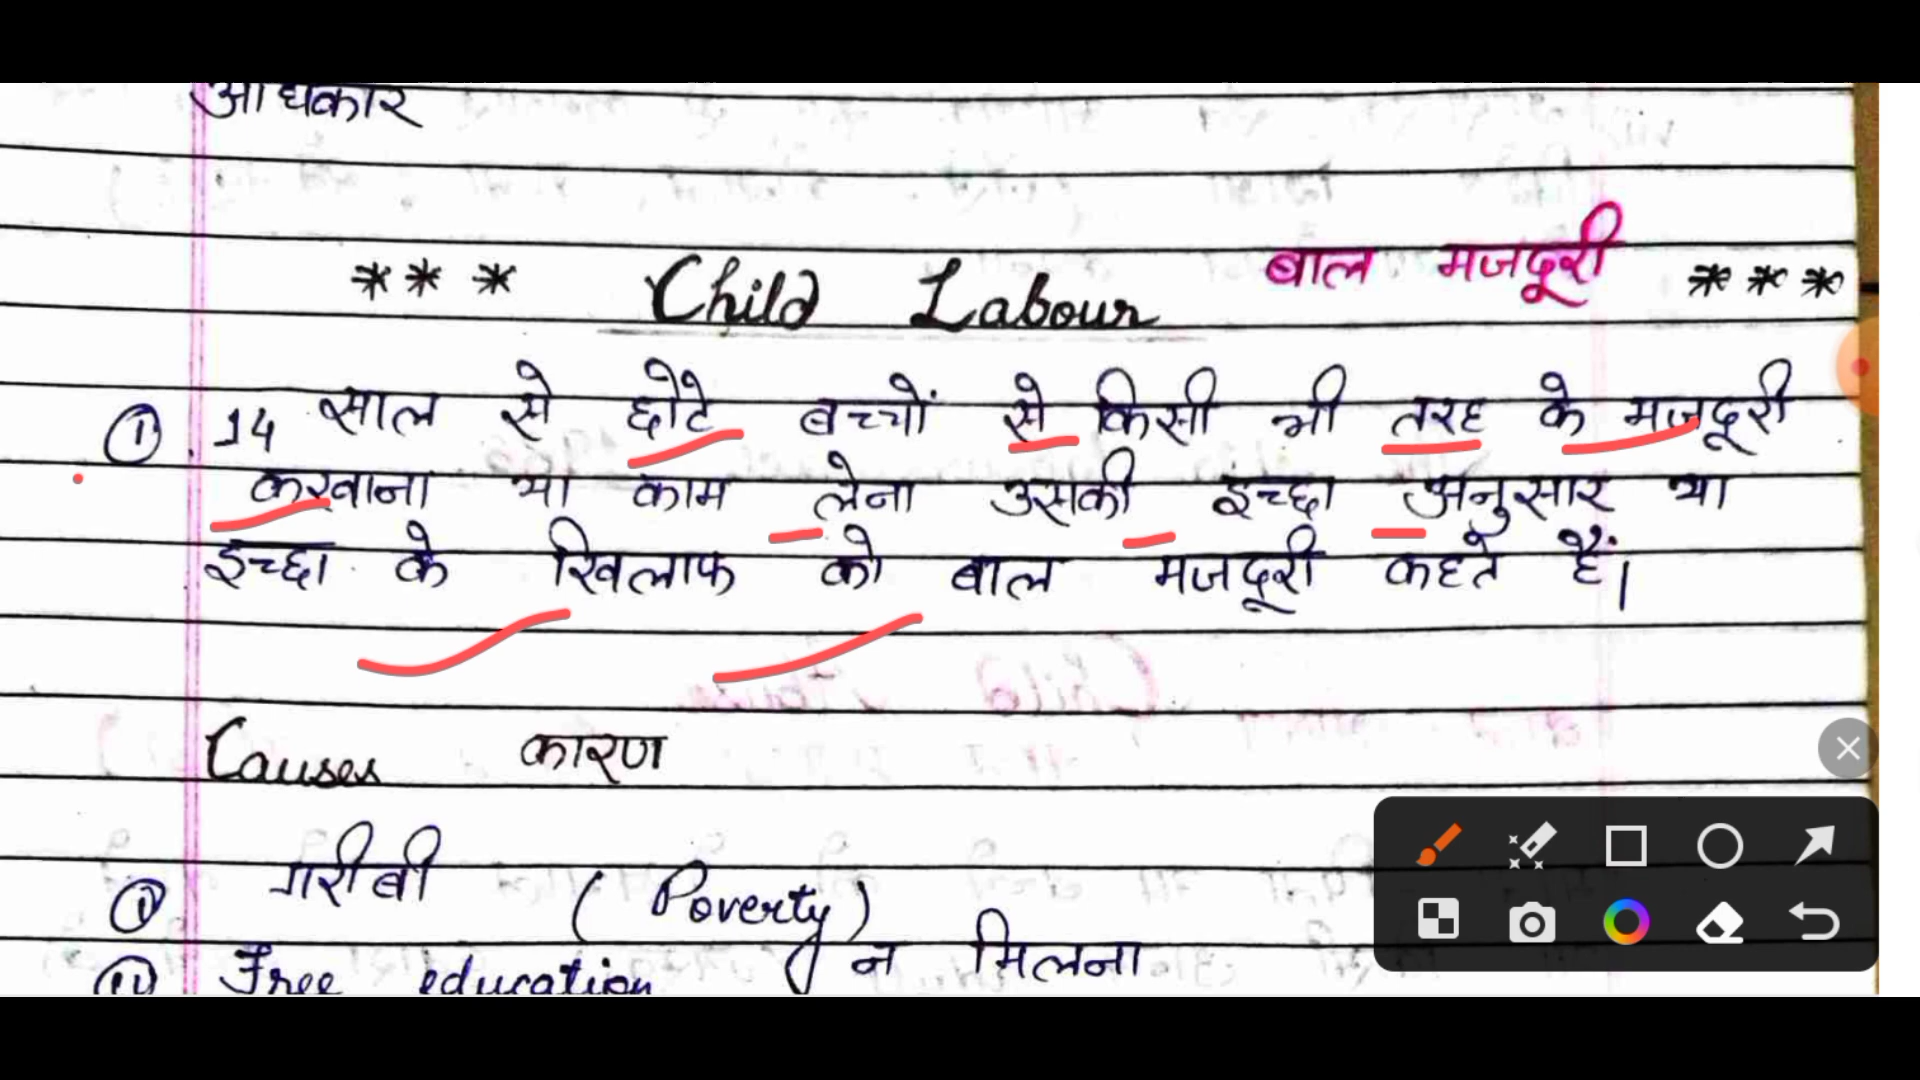 अधिकार
*** Child Labour बाल मजदूरी ***
① 14 साल से छोटे बच्चों से किसी भी तरह के मजदूरी
करवाना या काम लेना उसकी इच्छा अनुसार या
इच्छा के खिलाफ को बाल मजदूरी कहते हैं।
Causes कारण
① गरीबी (Poverty)
⑪ Free education न मिलना